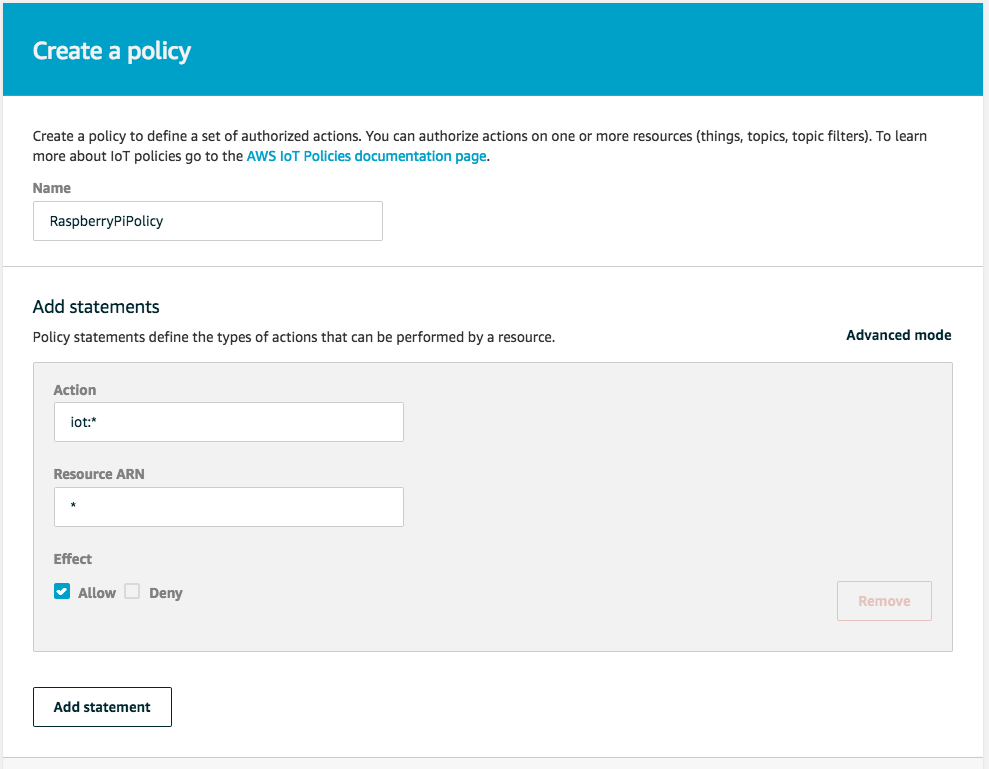 Create a policy
Create a policy to define a set of authorized actions. You can authorize actions on one or more resources (things, topics, topic filters). To learn
more about IoT policies go to the AWS IoT Policies documentation page.
Name
RaspberryPiPolicy
Add statements
Policy statements define the types of actions that can be performed by a resource.
Advanced mode
Action
iot:*
Resource ARN
*
Effect
Allow Deny
Remove
Add statement